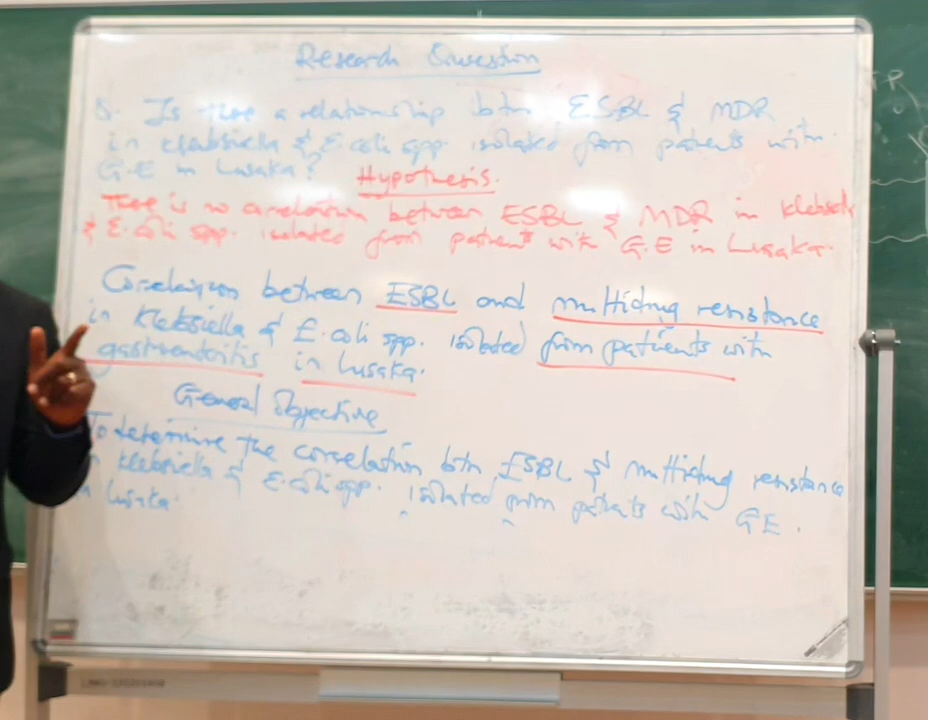 Research Question
Q. Is there a relationship btn ESBL & MDR
in Klebsiella & E.coli spp. isolated from patients with
G.E in Lusaka?
Hypothesis.
There is no correlation between ESBL & MDR in Klebsiella
& E.coli spp. isolated from patients with G.E in Lusaka.
Correlation between ESBL and multidrug resistance
in Klebsiella & E.coli spp. isolated from patients with
gastroenteritis in Lusaka.
General Objective
To determine the correlation btn ESBL & multidrug resistance
Klebsiella & E.coli spp. isolated from patients with GE.
Lusaka.